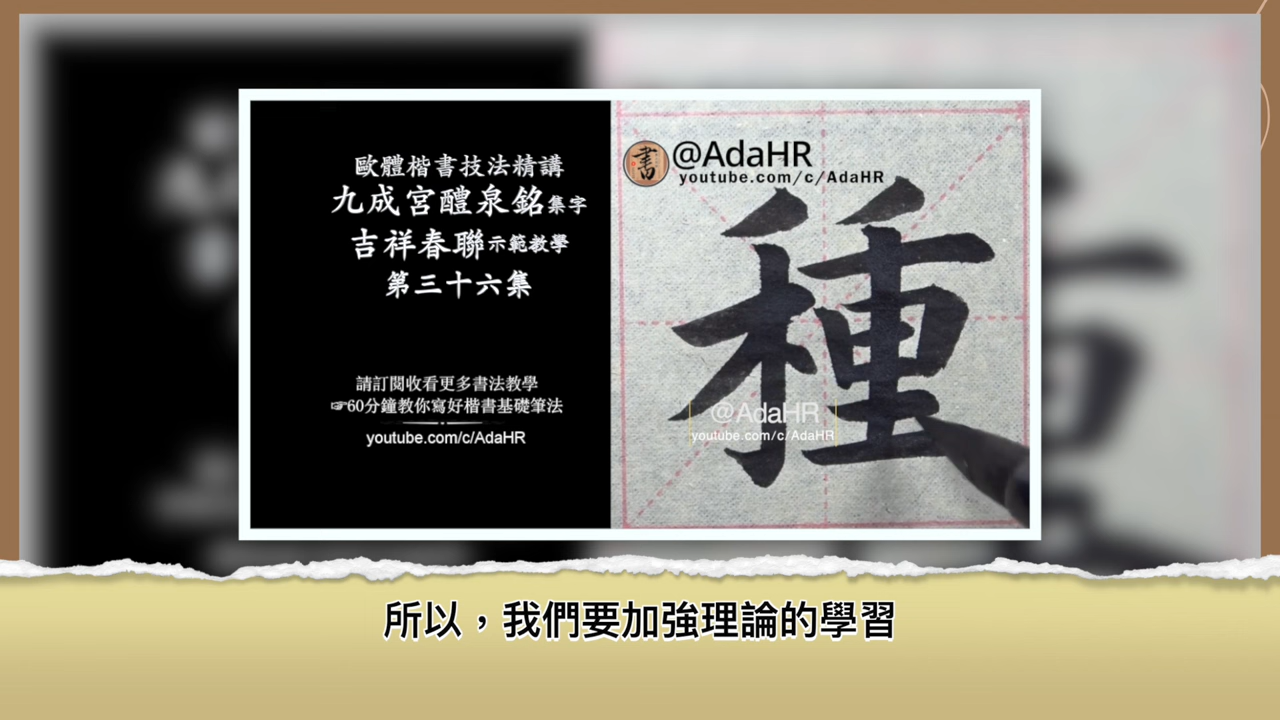 歐體楷書技法精講
九成宮醴泉銘集字
吉祥春聯示範教學
第三十六集
請訂閱收看更多書法教學
☞60分鐘教你寫好楷書基礎筆法
youtube.com/c/AdaHR
書 @AdaHR
youtube.com/c/AdaHR
種
@AdaHR
youtube.com/c/AdaHR
所以，我們要加強理論的學習